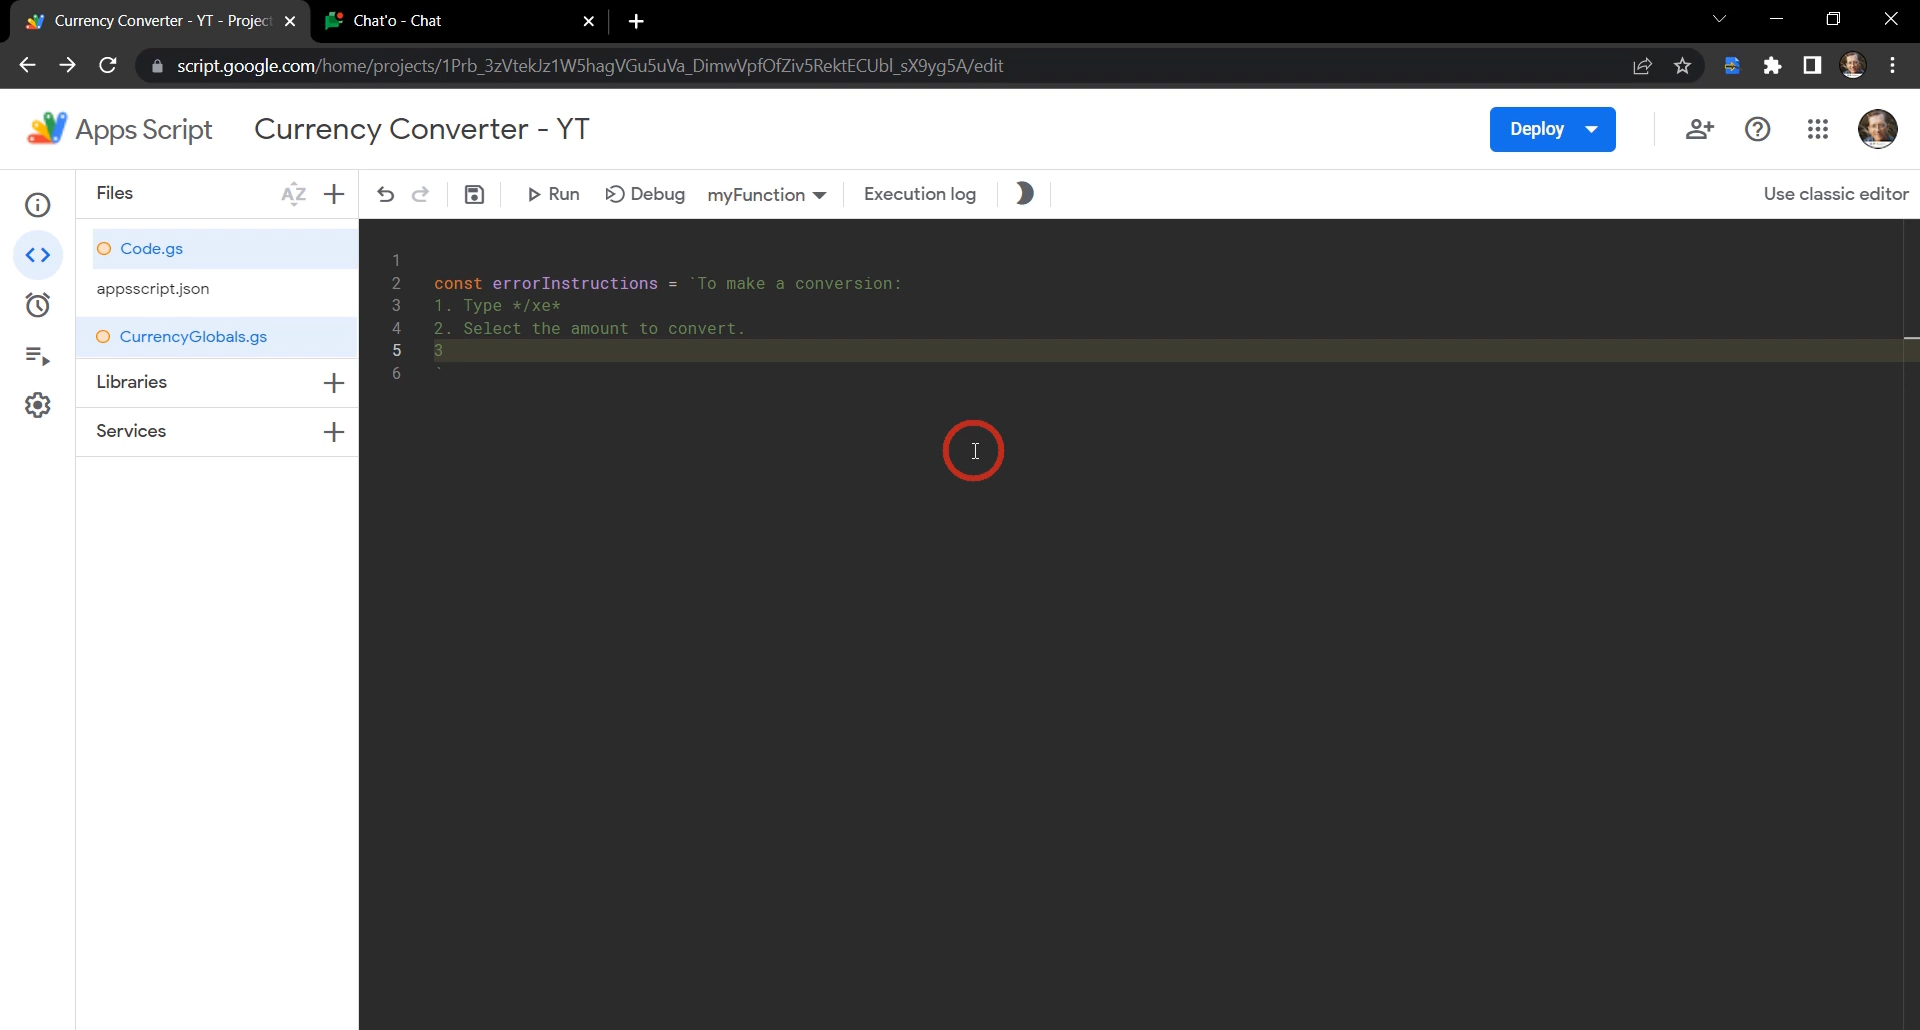 Currency Converter - YT - Project
Chat'o - Chat
script.google.com/home/projects/1Prb_3zVtekJz1W5hagVGu5uVa_DimwVpfOfZiv5RektECUbl_sX9yg5A/edit
Apps Script
Currency Converter - YT
Deploy
Files
AZ
Run
Debug
myFunction
Execution log
Use classic editor
Code.gs
appsscript.json
CurrencyGlobals.gs
Libraries
Services
1
2 const errorInstructions = `To make a conversion:
3 1. Type */xe*
4 2. Select the amount to convert.
5 3
6 `